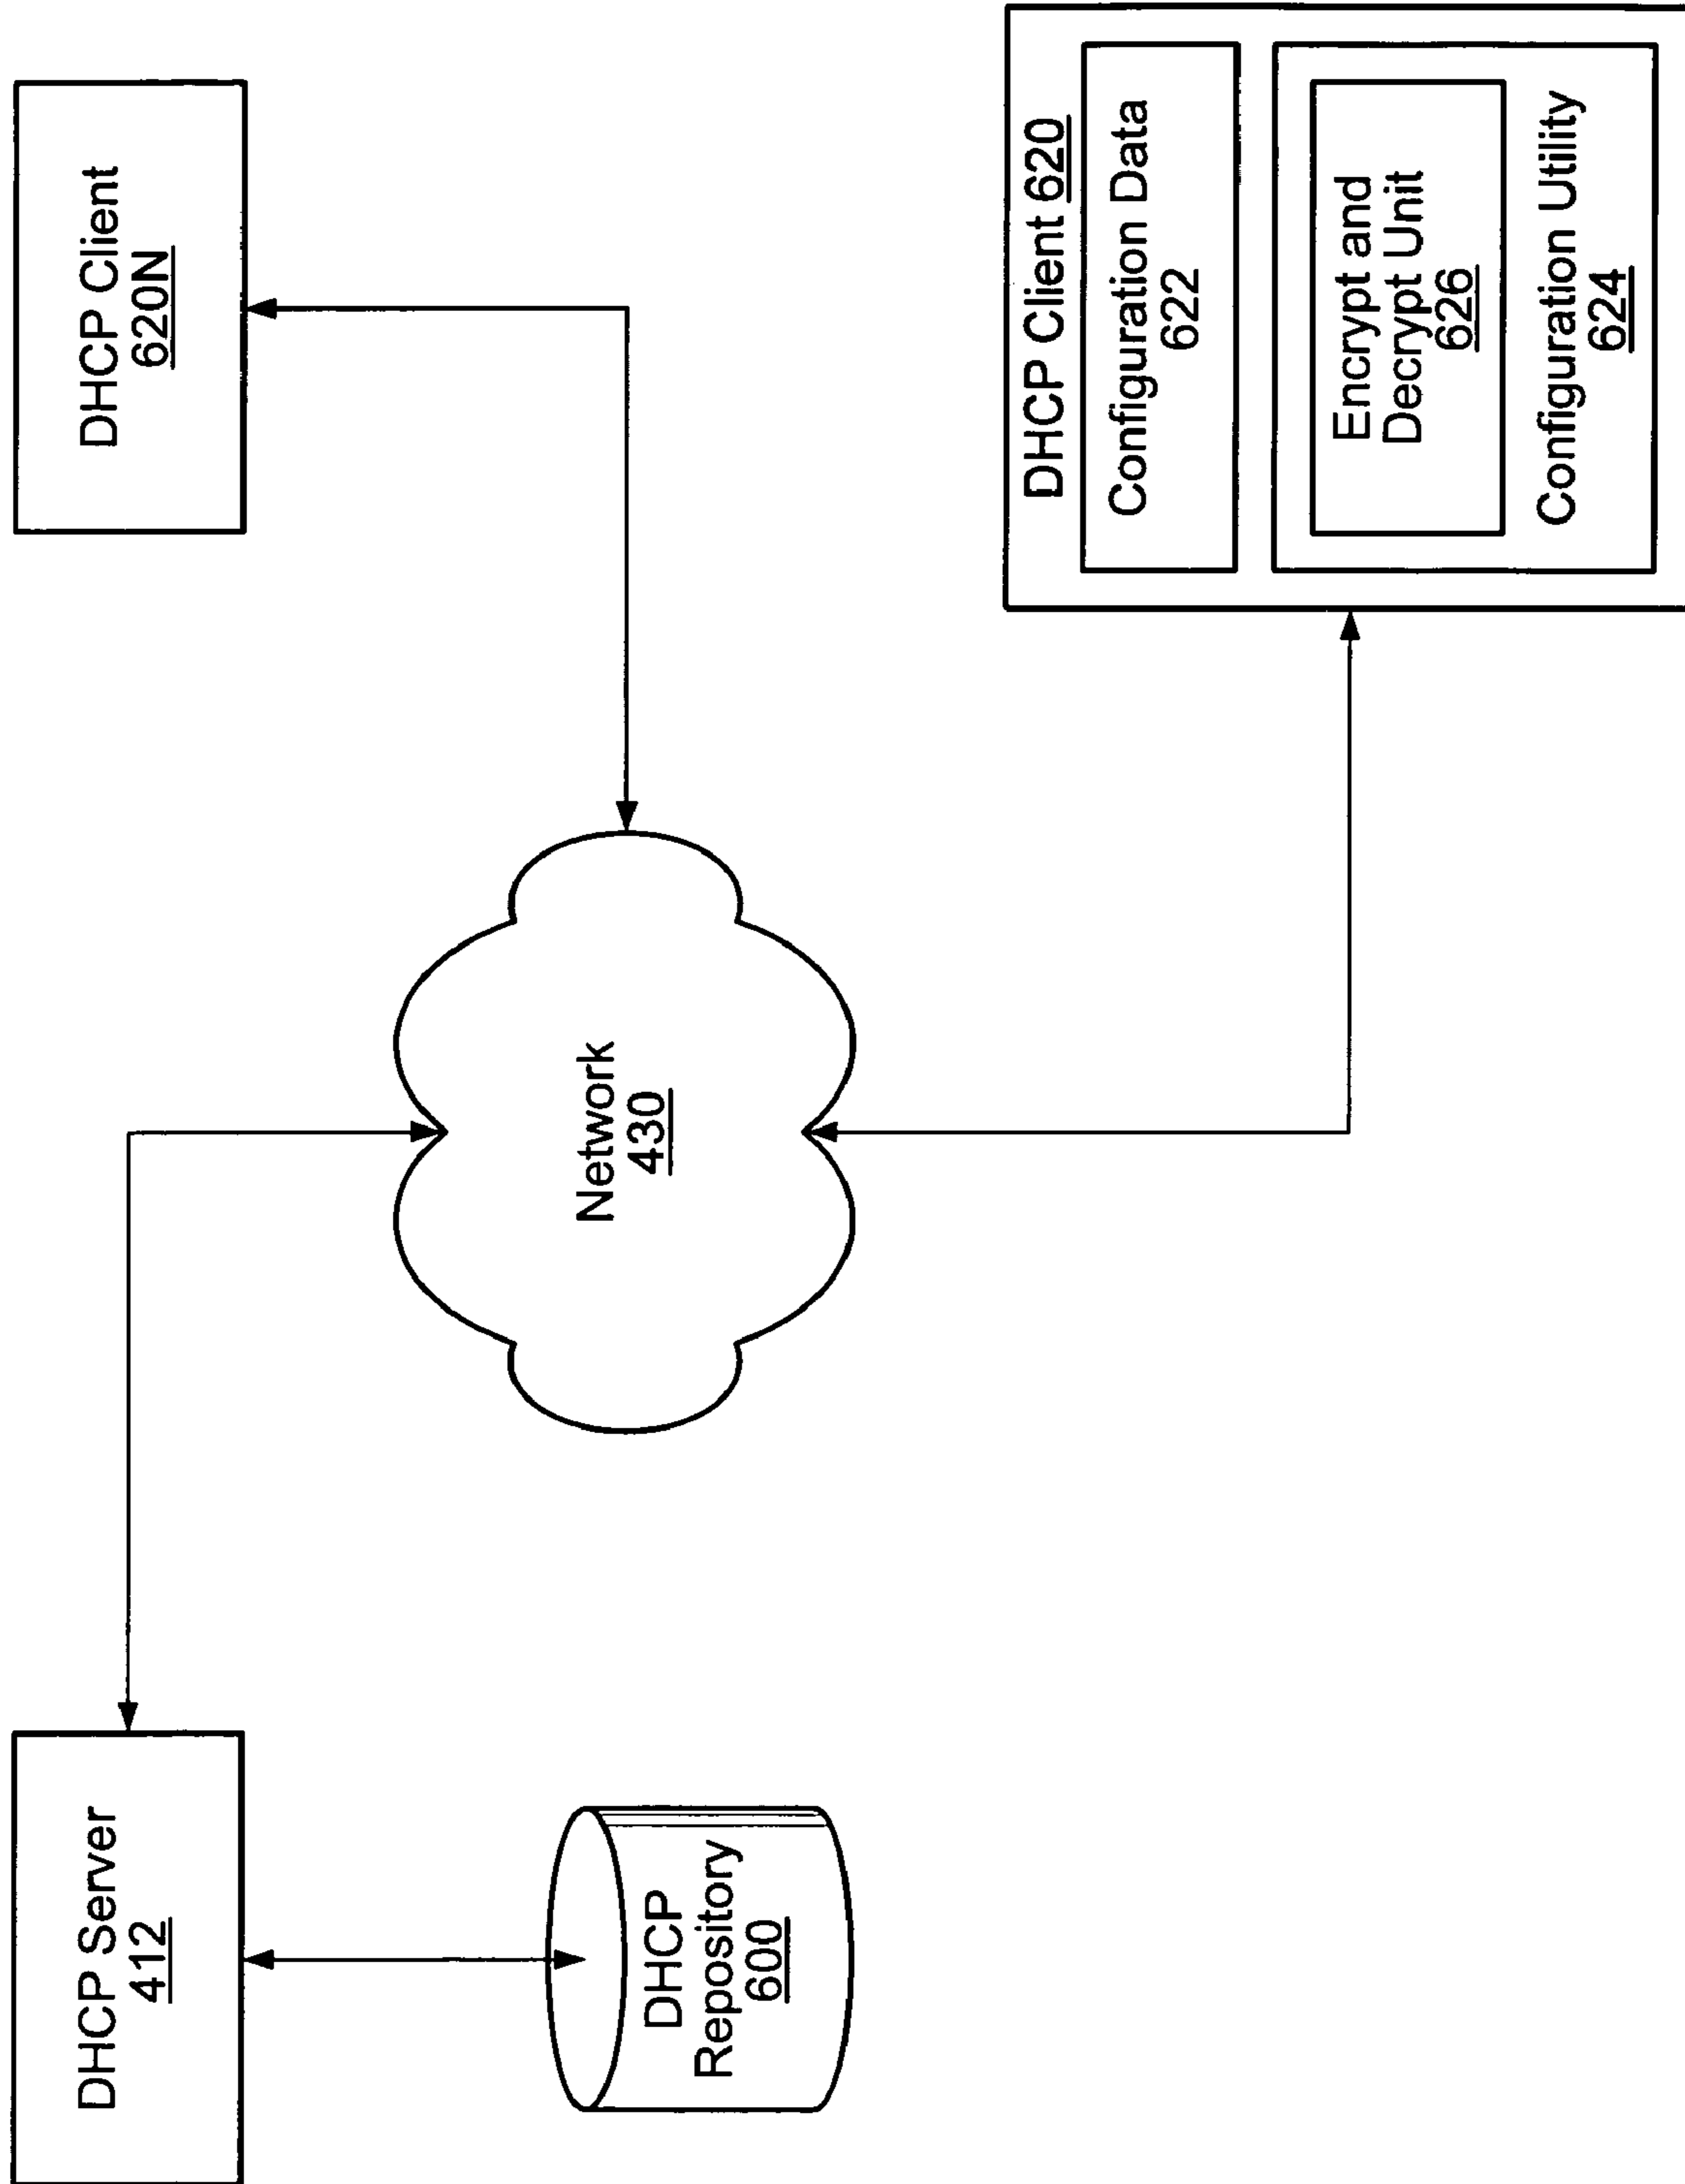 DHCP Server
412
DHCP Client
620N
Network
430
DHCP
Repository
600
DHCP Client 620
Configuration Data
622
Encrypt and
Decrypt Unit
626
Configuration Utility
624